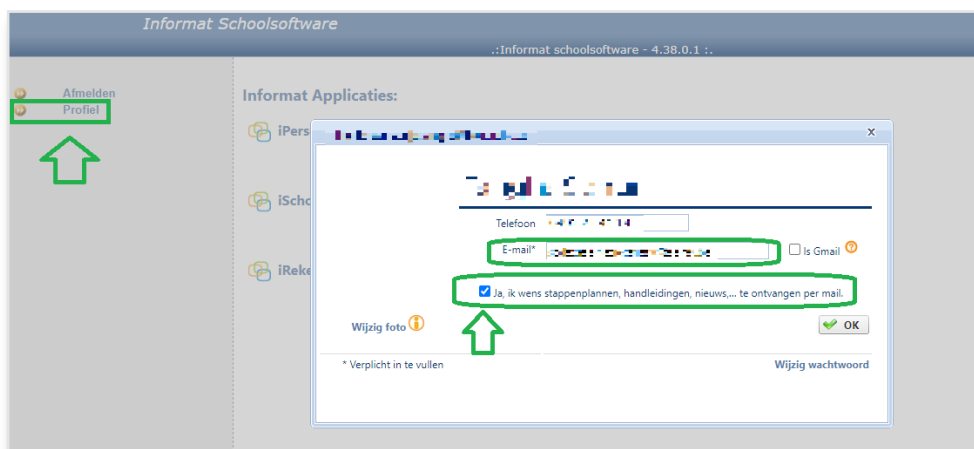 Informat Schoolsoftware
.:Informat schoolsoftware - 4.38.0.1 :.
Afmelden
Profiel
Informat Applicaties:
iPers
iScho
iReke
x
Telefoon
E-mail*
Is Gmail
Ja, ik wens stappenplannen, handleidingen, nieuws,... te ontvangen per mail.
Wijzig foto
OK
* Verplicht in te vullen
Wijzig wachtwoord